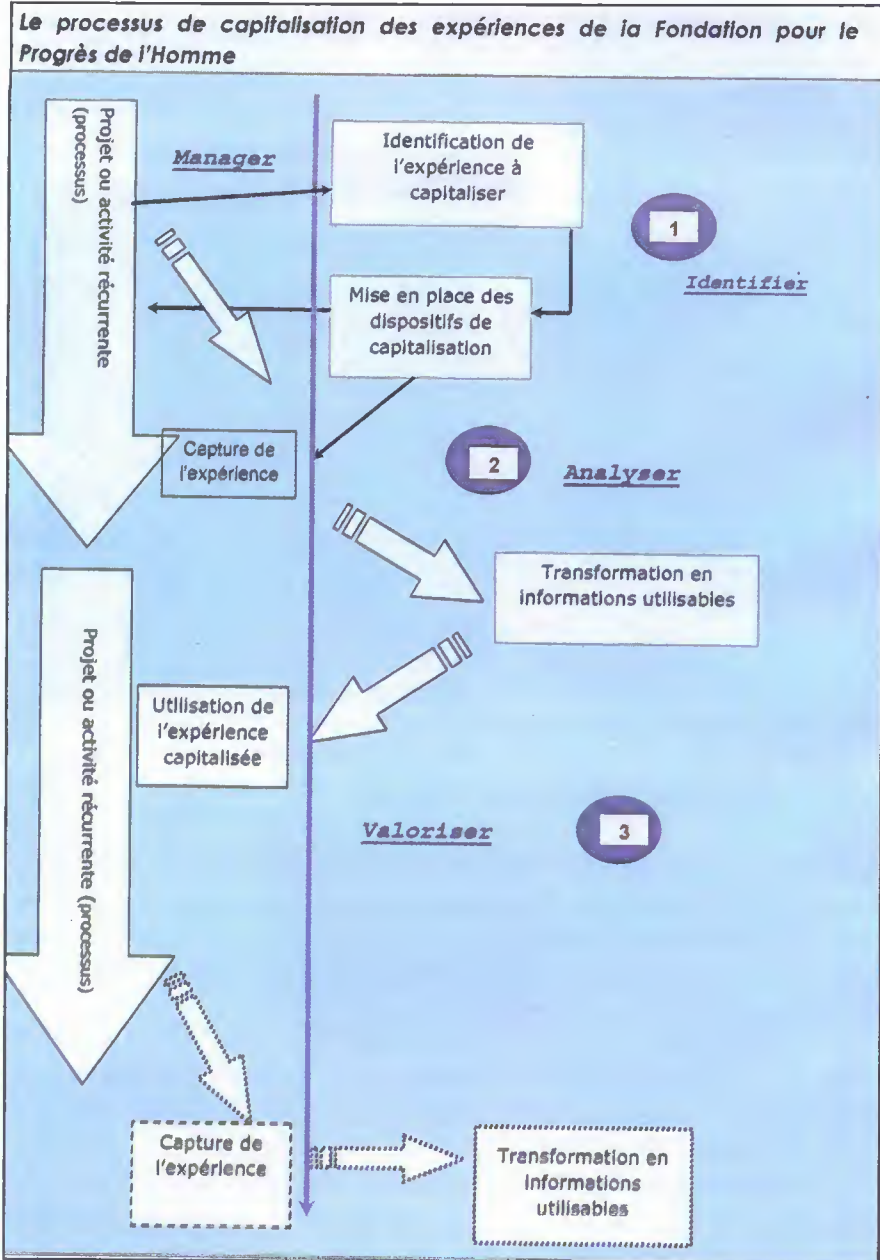 Le processus de capitalisation des expériences de la Fondation pour le
Progrès de l'Homme
Projet ou activité récurrente
(processus)
Manager
Identification de
l'expérience à
capitaliser
1
Identifier
Mise en place des
dispositifs de
capitalisation
Capture de
l'expérience
2
Analyser
Transformation en
informations utilisables
Projet ou activité récurrente (processus)
Utilisation de
l'expérience
capitalisée
Valoriser
3
Capture de
l'expérience
Transformation en
informations
utilisables